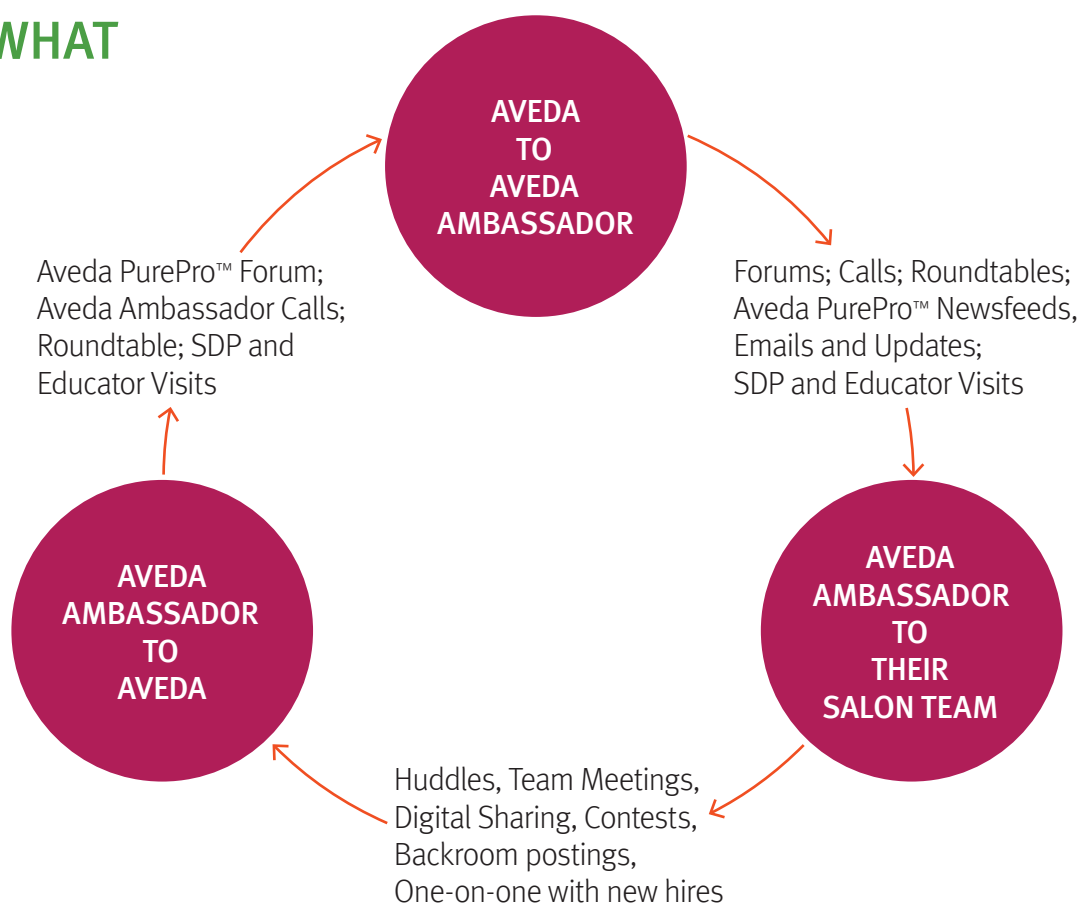 WHAT
AVEDA
TO
AVEDA
AMBASSADOR
Forums; Calls; Roundtables;
Aveda PurePro™ Newsfeeds,
Emails and Updates;
SDP and Educator Visits
AVEDA
AMBASSADOR
TO
THEIR
SALON TEAM
Huddles, Team Meetings,
Digital Sharing, Contests,
Backroom postings,
One-on-one with new hires
AVEDA
AMBASSADOR
TO
AVEDA
Aveda PurePro™ Forum;
Aveda Ambassador Calls;
Roundtable; SDP and
Educator Visits